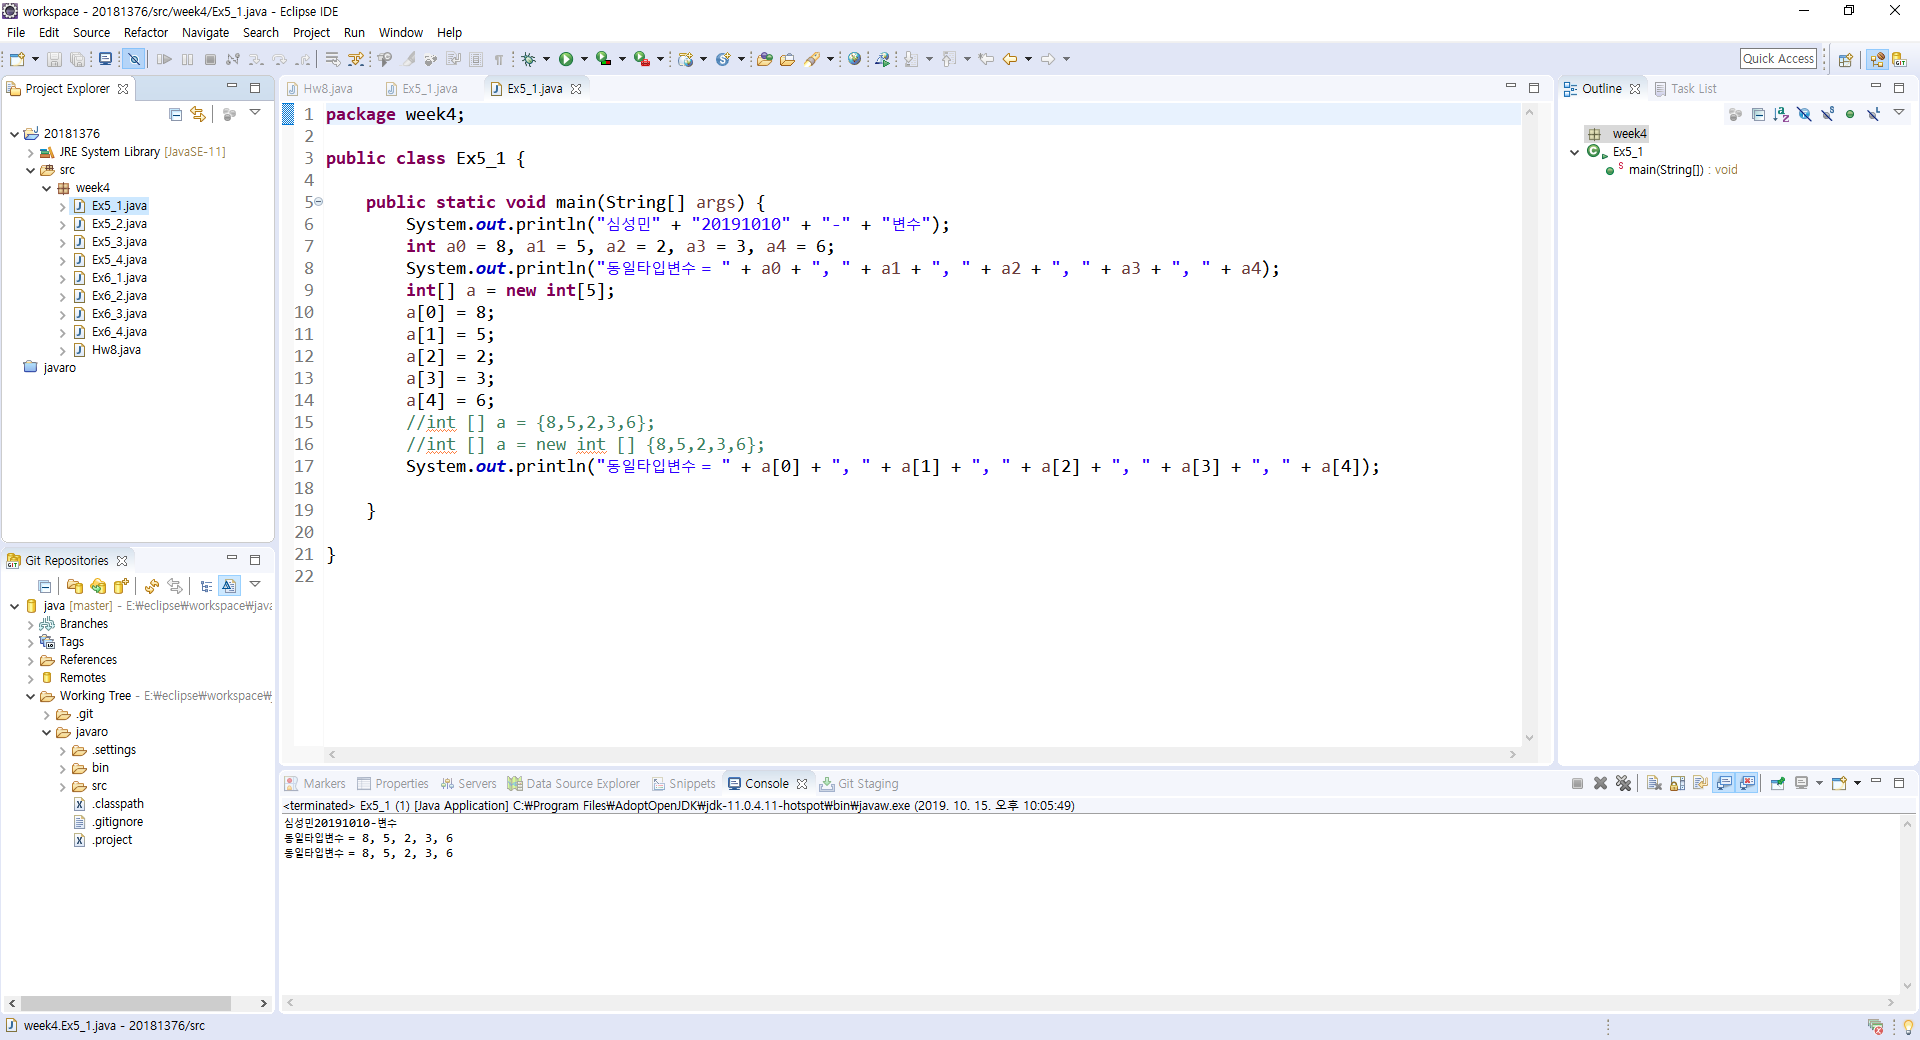 workspace - 20181376/src/week4/Ex5_1.java - Eclipse IDE
File Edit Source Refactor Navigate Search Project Run Window Help
Quick Access
Project Explorer
20181376
JRE System Library [JavaSE-11]
src
week4
Ex5_1.java
Ex5_2.java
Ex5_3.java
Ex5_4.java
Ex6_1.java
Ex6_2.java
Ex6_3.java
Ex6_4.java
Hw8.java
javaro
Git Repositories
java [master] - E:₩eclipse₩workspace₩java
Branches
Tags
References
Remotes
Working Tree - E:₩eclipse₩workspace₩
.git
javaro
.settings
bin
src
.classpath
.gitignore
.project
Hw8.java Ex5_1.java Ex5_1.java
1 package week4;
2
3 public class Ex5_1 {
4
5 public static void main(String[] args) {
6 System.out.println("심성민" + "20191010" + "-" + "변수");
7 int a0 = 8, a1 = 5, a2 = 2, a3 = 3, a4 = 6;
8 System.out.println("동일타입변수 = " + a0 + ", " + a1 + ", " + a2 + ", " + a3 + ", " + a4);
9 int[] a = new int[5];
10 a[0] = 8;
11 a[1] = 5;
12 a[2] = 2;
13 a[3] = 3;
14 a[4] = 6;
15 //int [] a = {8,5,2,3,6};
16 //int [] a = new int [] {8,5,2,3,6};
17 System.out.println("동일타입변수 = " + a[0] + ", " + a[1] + ", " + a[2] + ", " + a[3] + ", " + a[4]);
18
19 }
20
21 }
22
Outline Task List
week4
Ex5_1
main(String[]) : void
Markers Properties Servers Data Source Explorer Snippets Console Git Staging
<terminated> Ex5_1 (1) [Java Application] C:₩Program Files₩AdoptOpenJDK₩jdk-11.0.4.11-hotspot₩bin₩javaw.exe (2019. 10. 15. 오후 10:05:49)
심성민20191010-변수
동일타입변수 = 8, 5, 2, 3, 6
동일타입변수 = 8, 5, 2, 3, 6
week4.Ex5_1.java - 20181376/src